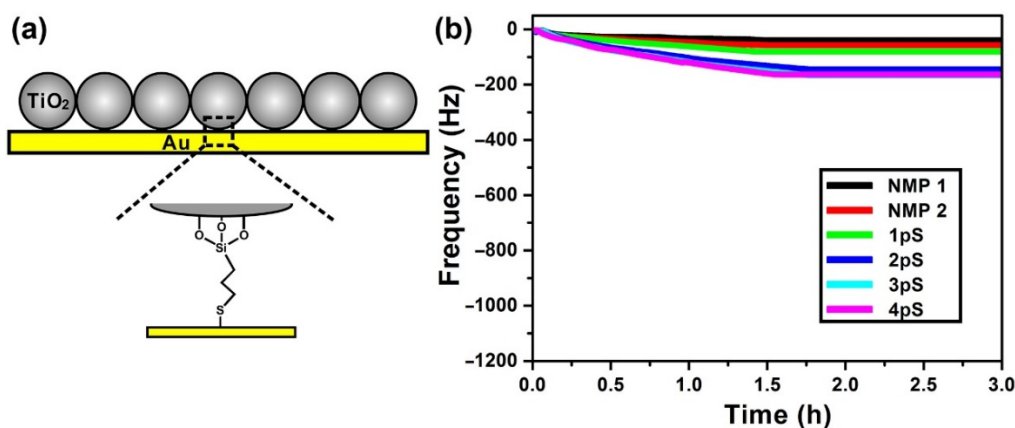 (a)
TiO2
Au
O
O
O
Si
S
(b)
Frequency (Hz)
0
−200
−400
−600
−800
−1000
−1200
NMP 1
NMP 2
1pS
2pS
3pS
4pS
0.0 0.5 1.0 1.5 2.0 2.5 3.0
Time (h)